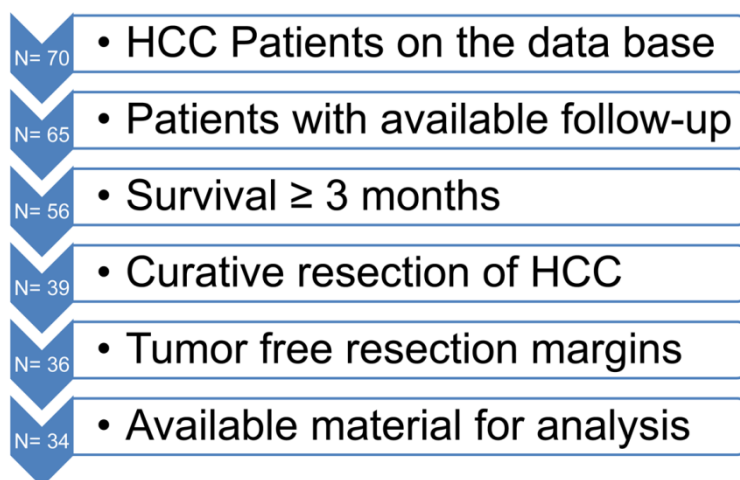 N= 70 • HCC Patients on the data base
N= 65 • Patients with available follow-up
N= 56 • Survival ≥ 3 months
N= 39 • Curative resection of HCC
N= 36 • Tumor free resection margins
N= 34 • Available material for analysis